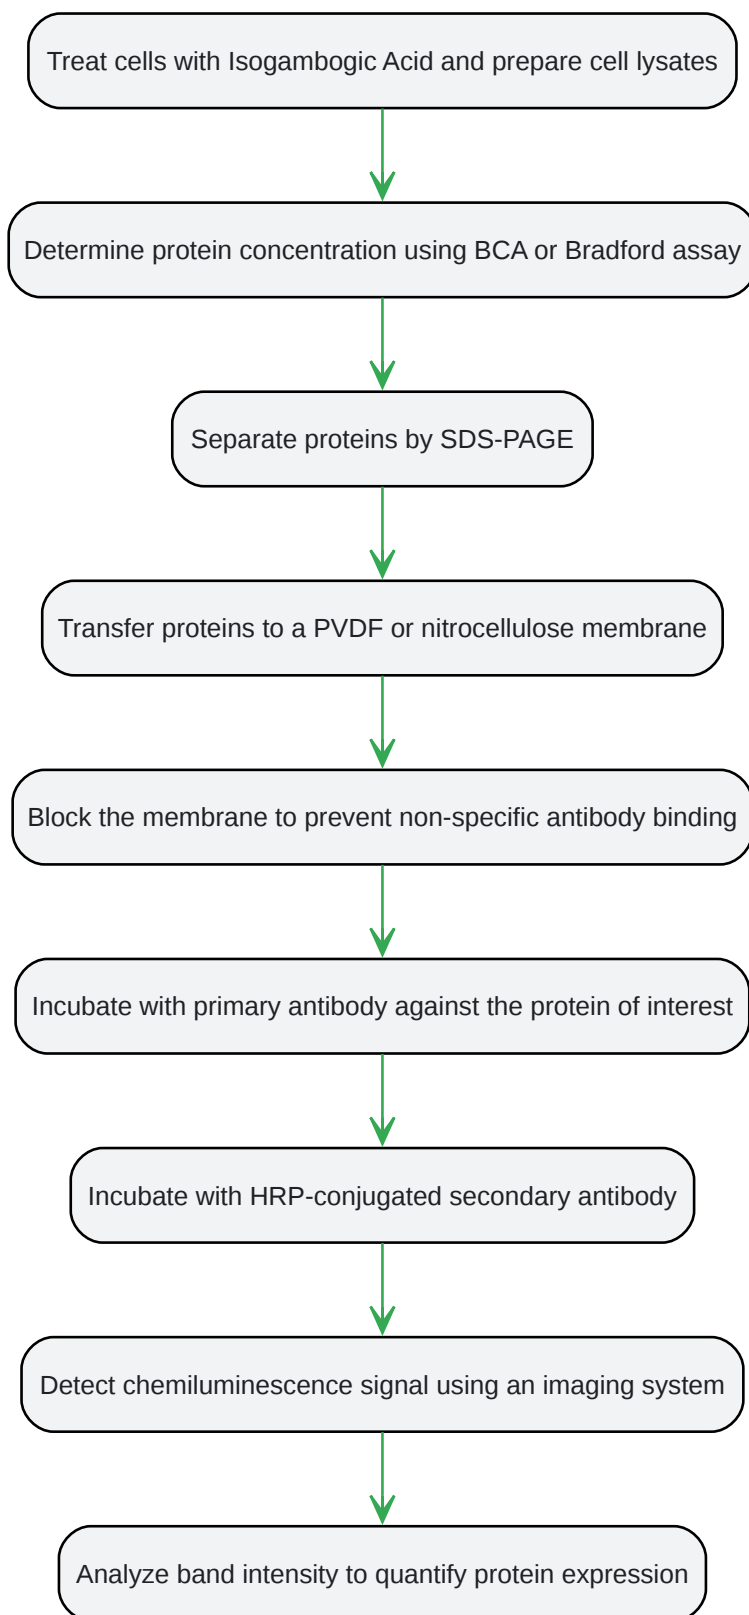 Treat cells with Isogambogic Acid and prepare cell lysates
Determine protein concentration using BCA or Bradford assay
Separate proteins by SDS-PAGE
Transfer proteins to a PVDF or nitrocellulose membrane
Block the membrane to prevent non-specific antibody binding
Incubate with primary antibody against the protein of interest
Incubate with HRP-conjugated secondary antibody
Detect chemiluminescence signal using an imaging system
Analyze band intensity to quantify protein expression